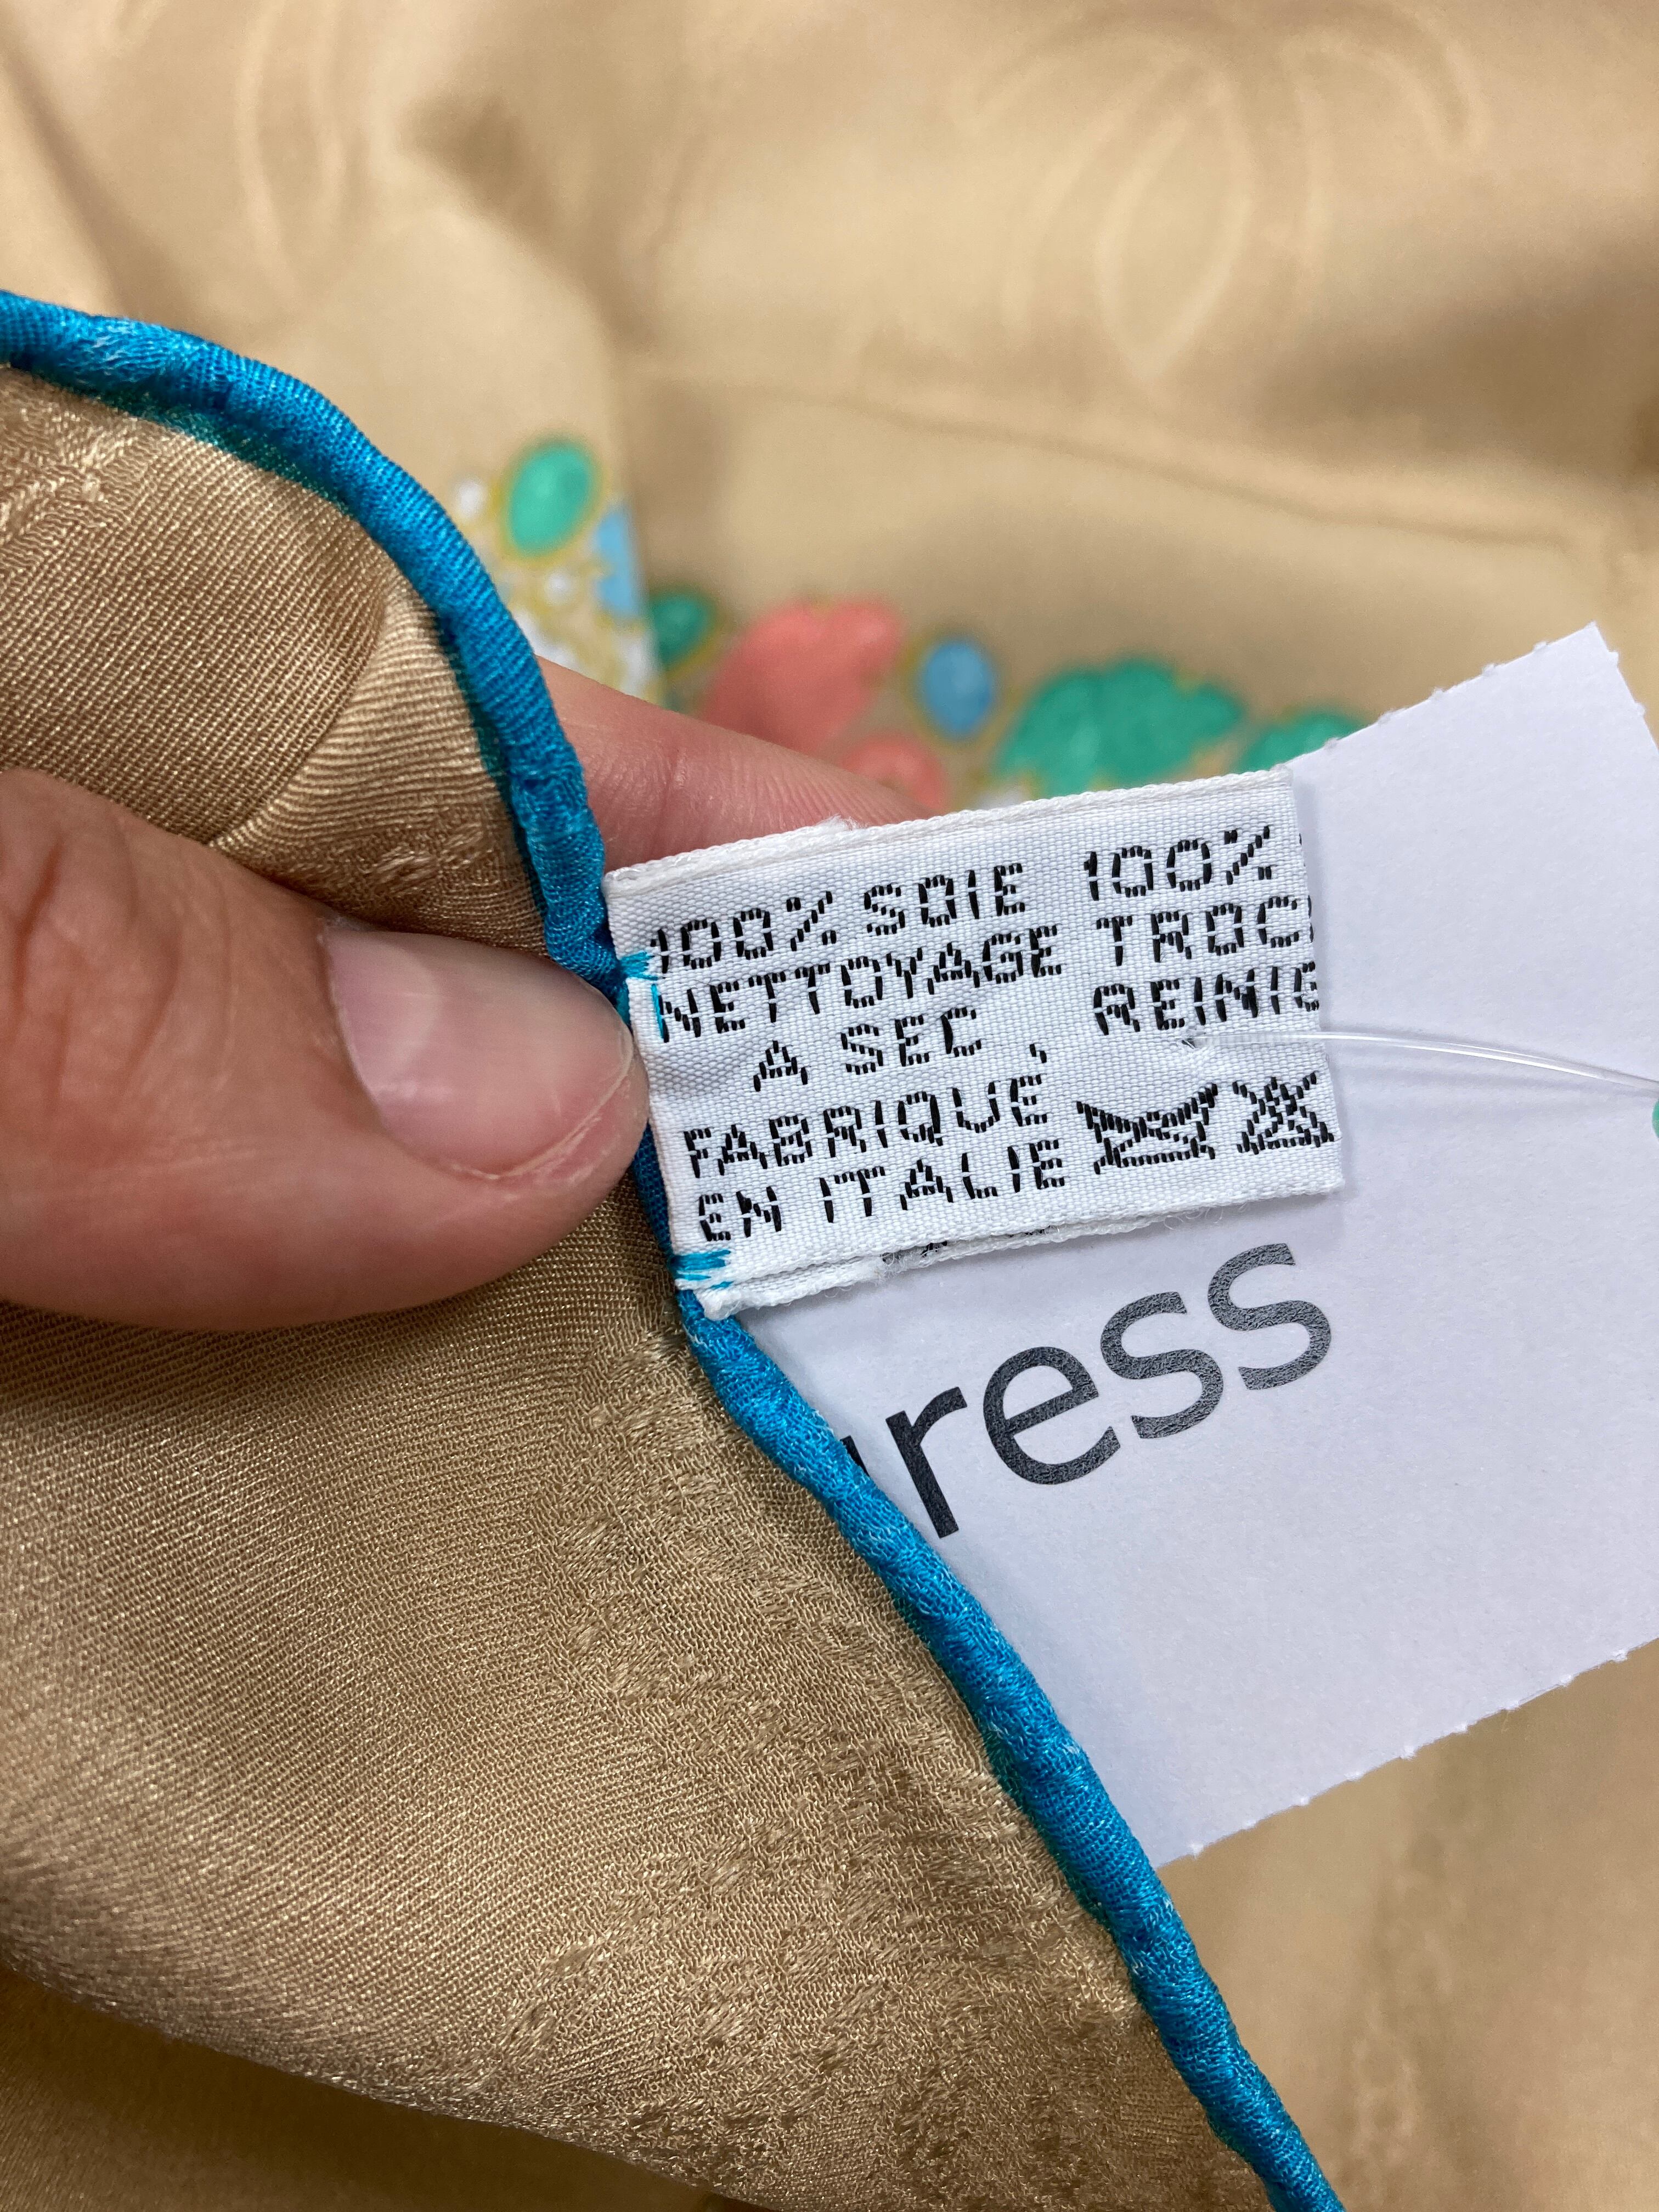 100% SOIE 100%
NETTOYAGE TROC
A SEC, REINIG
FABRIQUÉ
EN ITALIE
ress